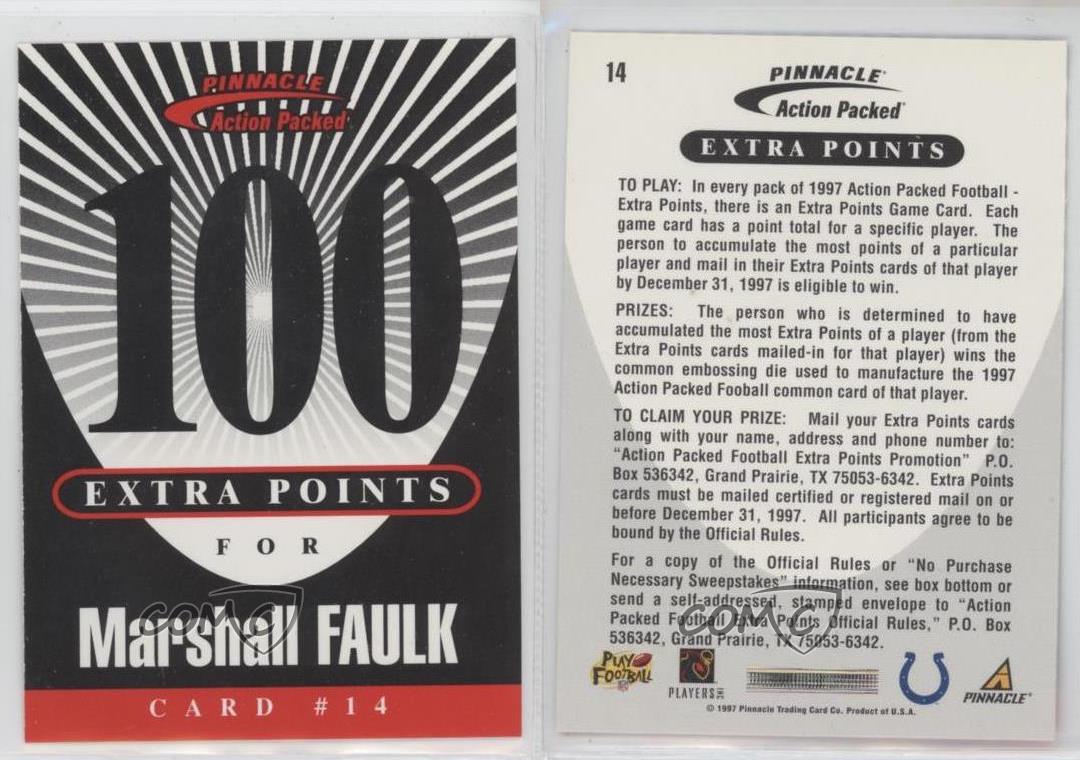 PINNACLE
Action Packed
100
EXTRA POINTS
FOR
Marshall FAULK
CARD #14
COMC
14
PINNACLE
Action Packed
EXTRA POINTS
TO PLAY: In every pack of 1997 Action Packed Football -
Extra Points, there is an Extra Points Game Card. Each
game card has a point total for a specific player. The
person to accumulate the most points of a particular
player and mail in their Extra Points cards of that player
by December 31, 1997 is eligible to win.
PRIZES: The person who is determined to have
accumulated the most Extra Points of a player (from the
Extra Points cards mailed-in for that player) wins the
common embossing die used to manufacture the 1997
Action Packed Fooball common card of that player.
TO CLAIM YOUR PRIZE: Mail your Extra Points cards
along with your name, address and phone number to:
“Action Packed Football Extra Points Promotion” P.O.
Box 536342, Grand Prairie, TX 75053-6342. Extra Points
cards must be mailed certified or registered mail on or
before December 31, 1997. All participants agree to be
bound by the Official Rules.
For a copy of the Official Rules or “No Purchase
Necessary Sweepstakes” information, see box bottom or
send a self-addressed, stamped envelope to “Action
Packed Football Extra Points Official Rules,” P.O. Box
536342, Grand Prairie, TX 75053-6342.
COMC
PLAY
FOOTBALL
NFL
PLAYERS INC
PINNACLE
© 1997 Pinnacle Trading Card Co. Product of U.S.A.